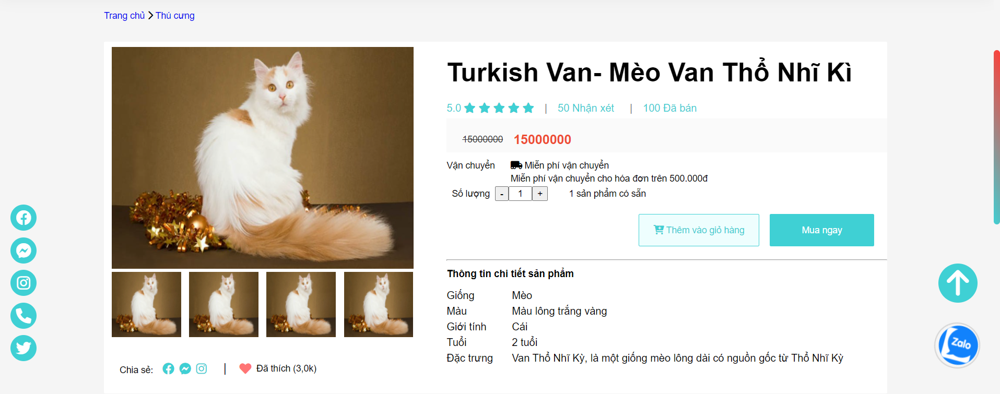 Trang chủ > Thú cưng
Turkish Van- Mèo Van Thổ Nhĩ Kì
5.0 | 50 Nhận xét | 100 Đã bán
15000000 15000000
Vận chuyển Miễn phí vận chuyển
Miễn phí vận chuyển cho hóa đơn trên 500.000đ
Số lượng - 1 + 1 sản phẩm có sẵn
Thêm vào giỏ hàng Mua ngay
Thông tin chi tiết sản phẩm
Giống Mèo
Màu Màu lông trắng vàng
Giới tính Cái
Tuổi 2 tuổi
Đặc trưng Van Thổ Nhĩ Kỳ, là một giống mèo lông dài có nguồn gốc từ Thổ Nhĩ Kỳ
Chia sẻ: | Đã thích (3,0k)
Zalo